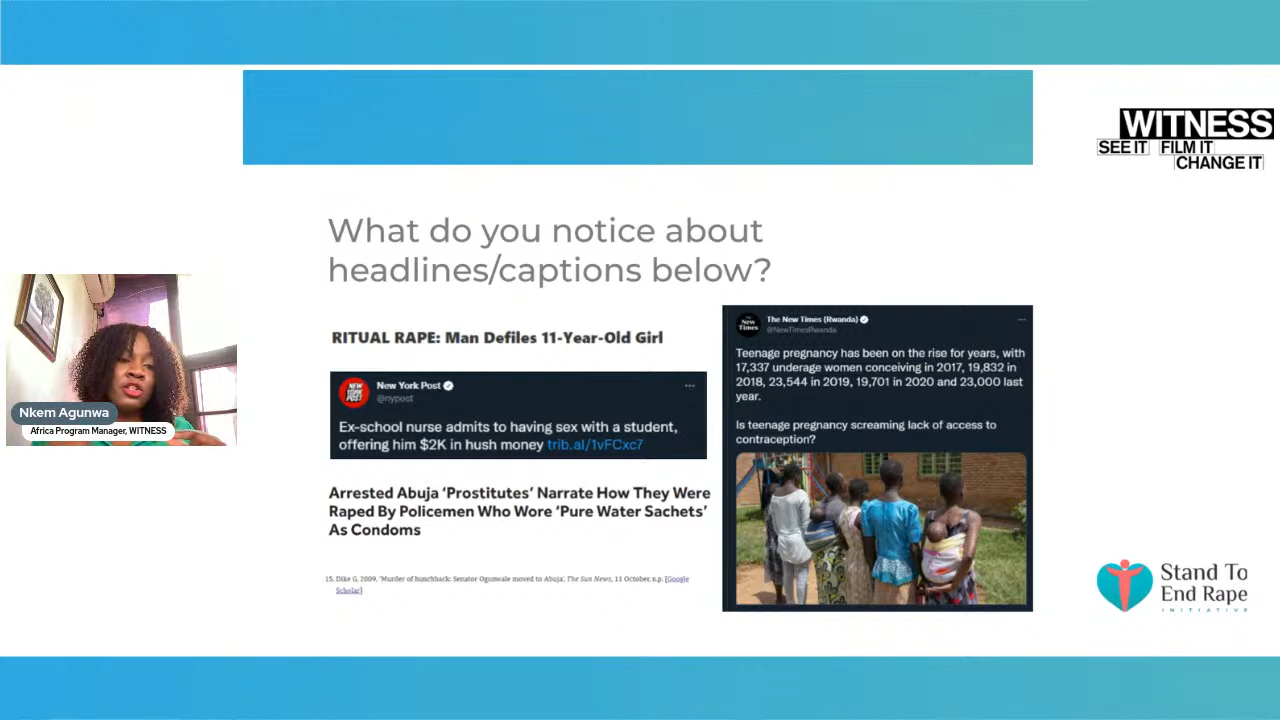 WITNESS
SEE IT FILM IT
CHANGE IT
What do you notice about
headlines/captions below?
RITUAL RAPE: Man Defiles 11-Year-Old Girl
New York Post
@nypost
Ex-school nurse admits to having sex with a student,
offering him $2K in hush money trib.al/1vFCxc7
Arrested Abuja ‘Prostitutes’ Narrate How They Were
Raped By Policemen Who Wore ‘Pure Water Sachets’
As Condoms
15. Dike G, 2009, ‘Murder of hunchback: Senator Ogunwale moved to Abuja’, The Sun News, 11 October, n.p. [Google
Scholar]
New
Times
The New Times (Rwanda)
@NewTimesRwanda
Teenage pregnancy has been on the rise for years, with
17,337 underage women conceiving in 2017, 19,832 in
2018, 23,544 in 2019, 19,701 in 2020 and 23,000 last
year.
Is teenage pregnancy screaming lack of access to
contraception?
NEW
YORK
POST
Nkem Agunwa
Africa Program Manager, WITNESS
Stand To
End Rape
INITIATIVE